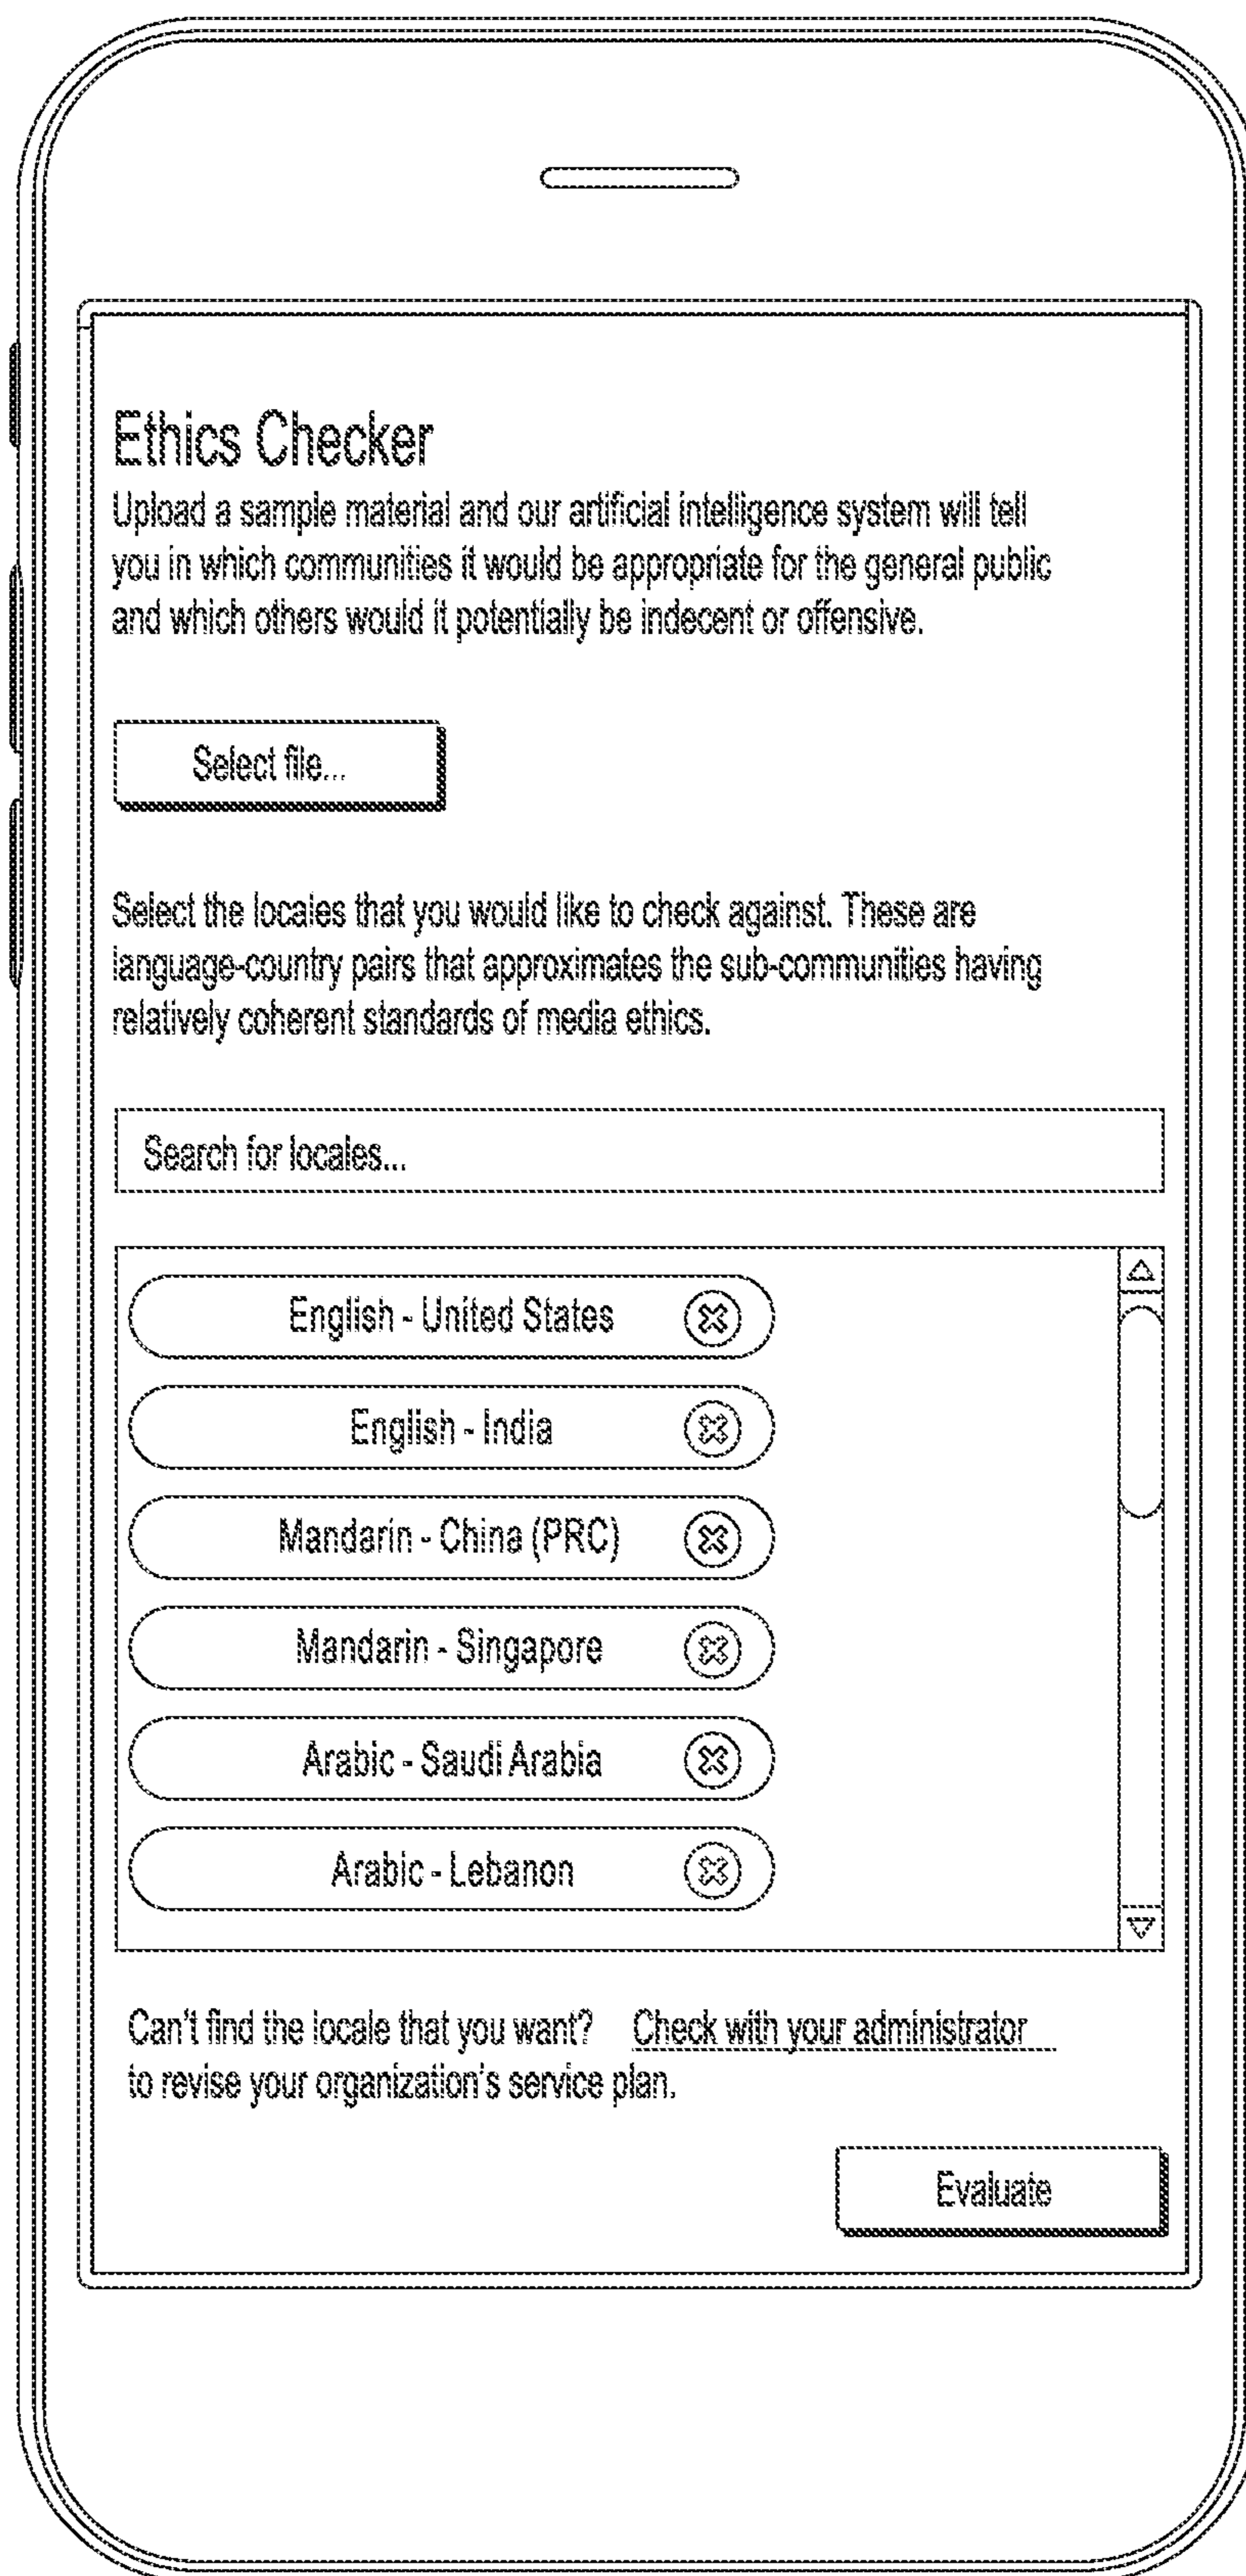 Ethics Checker
Upload a sample material and our artificial intelligence system will tell
you in which communities it would be appropriate for the general public
and which others would it potentially be indecent or offensive.
Select file...
Select the locales that you would like to check against. These are
language-country pairs that approximates the sub-communities having
relatively coherent standards of media ethics.
Search for locales...
English - United States
English - India
Mandarin - China (PRC)
Mandarin - Singapore
Arabic - Saudi Arabia
Arabic - Lebanon
Can't find the locale that you want? Check with your administrator
to revise your organization's service plan.
Evaluate